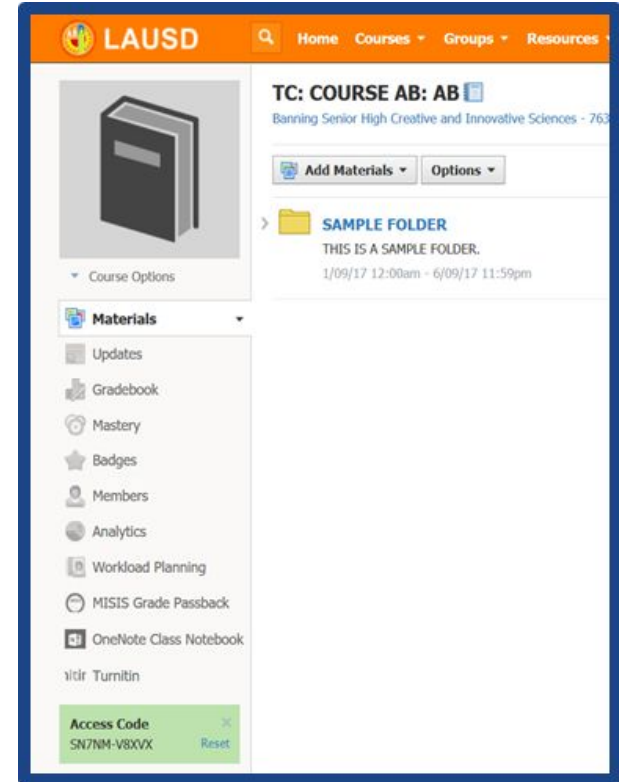 LAUSD
Home Courses Groups Resources
TC: COURSE AB: AB
Banning Senior High Creative and Innovative Sciences - 763
Add Materials Options
SAMPLE FOLDER
THIS IS A SAMPLE FOLDER.
1/09/17 12:00am - 6/09/17 11:59pm
Course Options
Materials
Updates
Gradebook
Mastery
Badges
Members
Analytics
Workload Planning
MISIS Grade Passback
OneNote Class Notebook
Turnitin
Access Code
SN7NM-V8XVX Reset